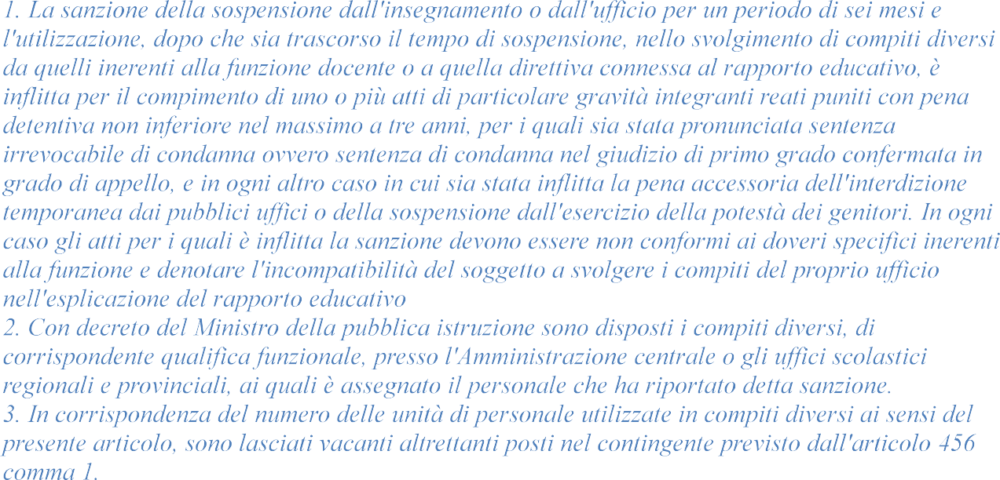 1. La sanzione della sospensione dall'insegnamento o dall'ufficio per un periodo di sei mesi e
l'utilizzazione, dopo che sia trascorso il tempo di sospensione, nello svolgimento di compiti diversi
da quelli inerenti alla funzione docente o a quella direttiva connessa al rapporto educativo, è
inflitta per il compimento di uno o più atti di particolare gravità integranti reati puniti con pena
detentiva non inferiore nel massimo a tre anni, per i quali sia stata pronunciata sentenza
irrevocabile di condanna ovvero sentenza di condanna nel giudizio di primo grado confermata in
grado di appello, e in ogni altro caso in cui sia stata inflitta la pena accessoria dell'interdizione
temporanea dai pubblici uffici o della sospensione dall'esercizio della potestà dei genitori. In ogni
caso gli atti per i quali è inflitta la sanzione devono essere non conformi ai doveri specifici inerenti
alla funzione e denotare l'incompatibilità del soggetto a svolgere i compiti del proprio ufficio
nell'esplicazione del rapporto educativo
2. Con decreto del Ministro della pubblica istruzione sono disposti i compiti diversi, di
corrispondente qualifica funzionale, presso l'Amministrazione centrale o gli uffici scolastici
regionali e provinciali, ai quali è assegnato il personale che ha riportato detta sanzione.
3. In corrispondenza del numero delle unità di personale utilizzate in compiti diversi ai sensi del
presente articolo, sono lasciati vacanti altrettanti posti nel contingente previsto dall'articolo 456
comma 1.